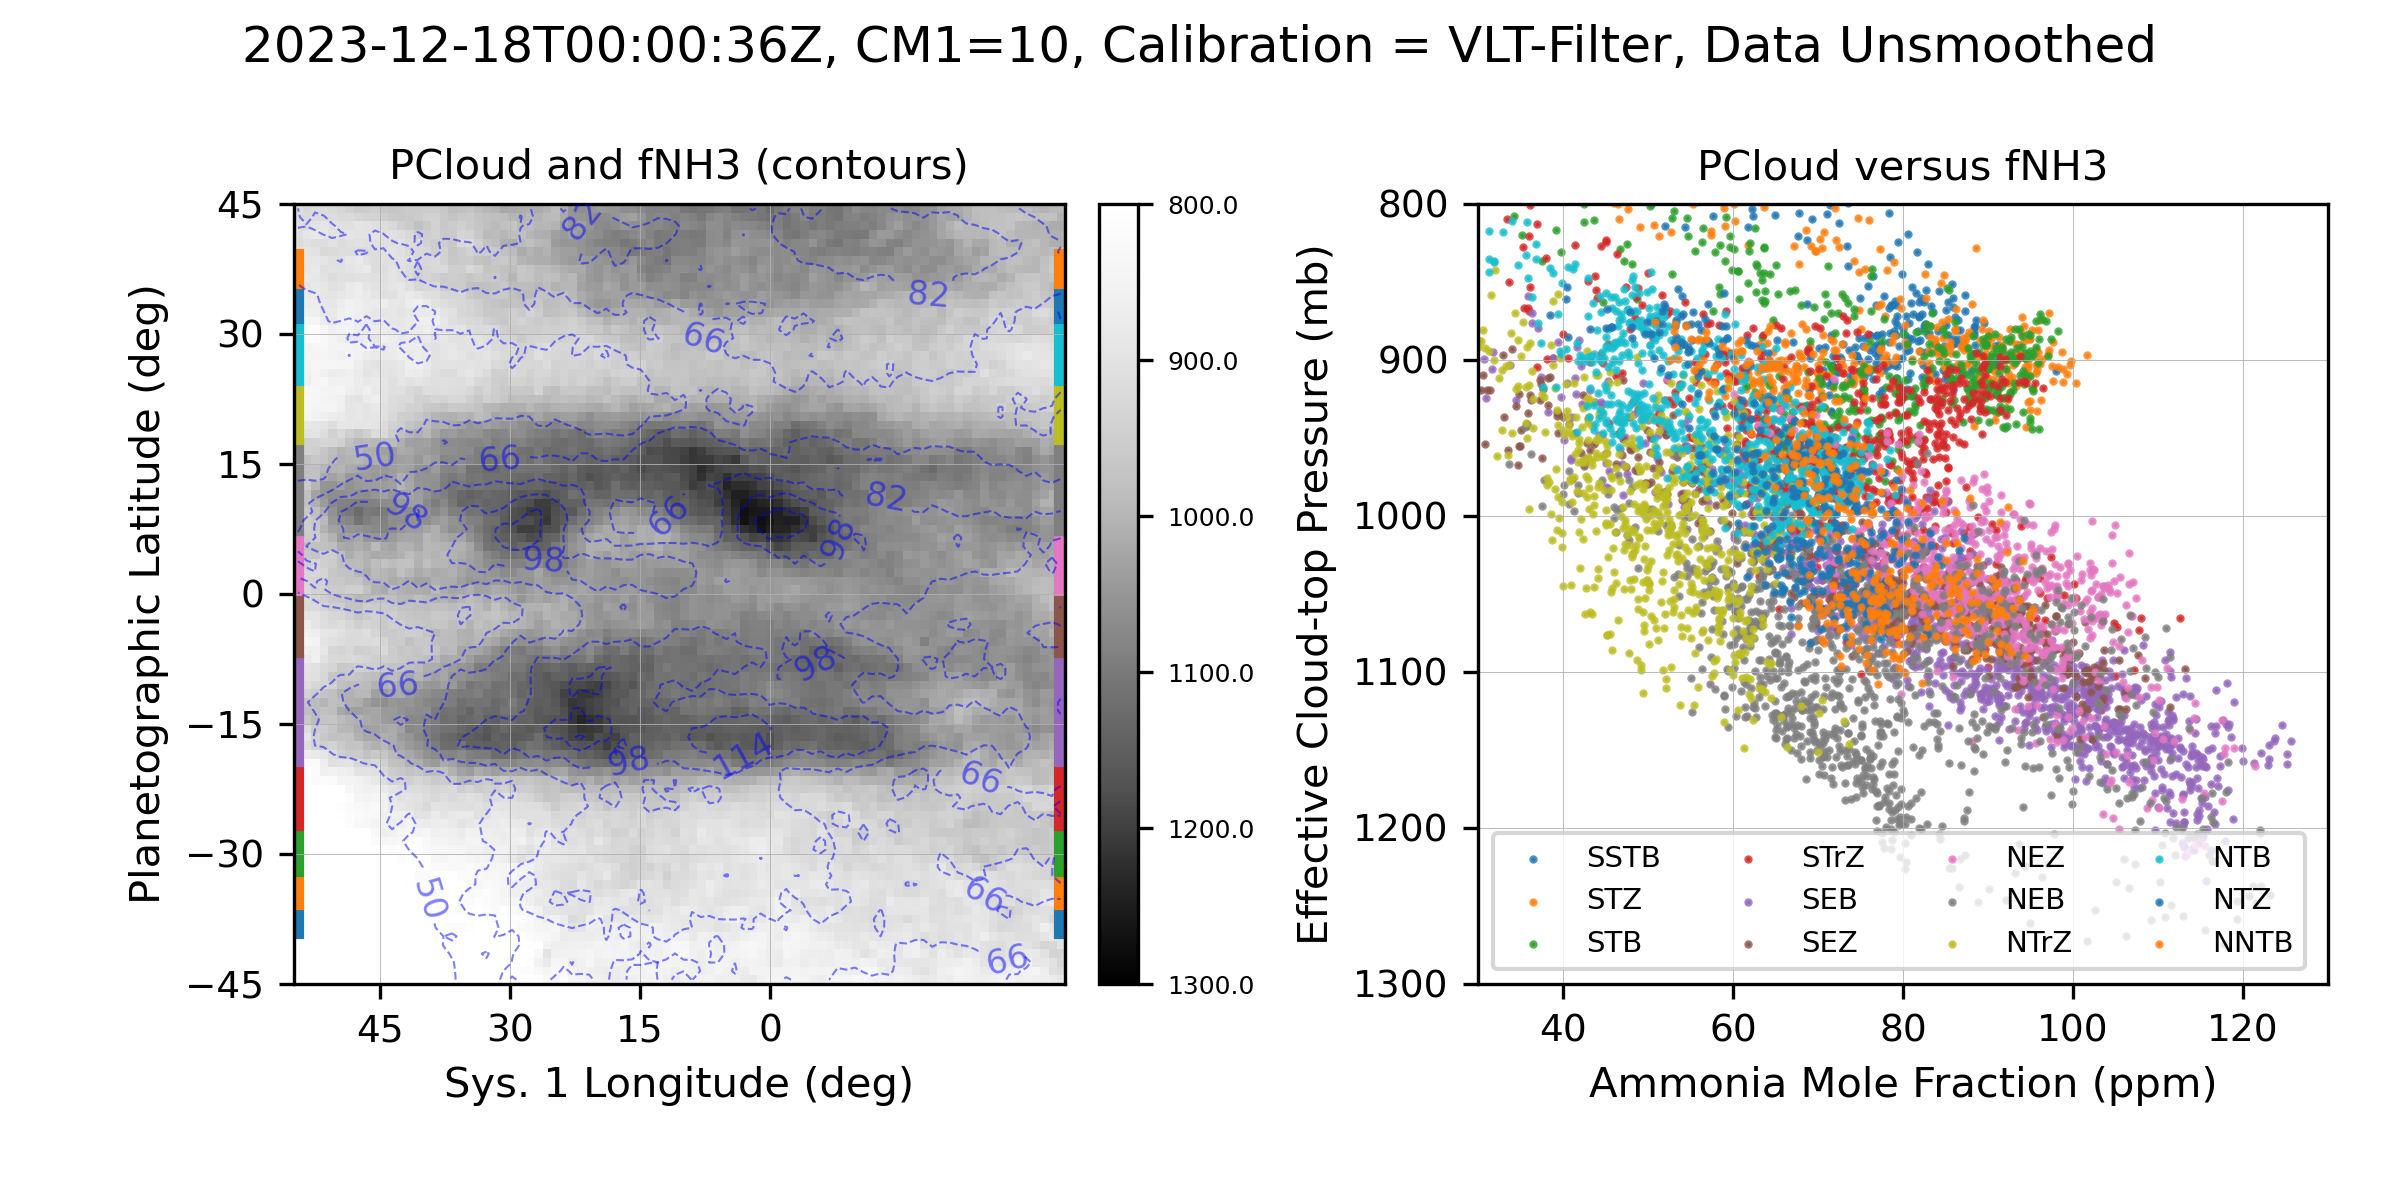 2023-12-18T00:00:36Z, CM1=10, Calibration = VLT-Filter, Data Unsmoothed
PCloud and fNH3 (contours)
Planetographic Latitude (deg)
45
30
15
0
−15
−30
−45
45
30
15
0
Sys. 1 Longitude (deg)
82
82
66
50
66
98
66
82
98
98
98
66
98
114
66
50
66
66
800.0
900.0
1000.0
1100.0
1200.0
1300.0
PCloud versus fNH3
Effective Cloud-top Pressure (mb)
800
900
1000
1100
1200
1300
SSTB
STZ
STB
STrZ
SEB
SEZ
NEZ
NEB
NTrZ
NTB
NTZ
NNTB
40
60
80
100
120
Ammonia Mole Fraction (ppm)